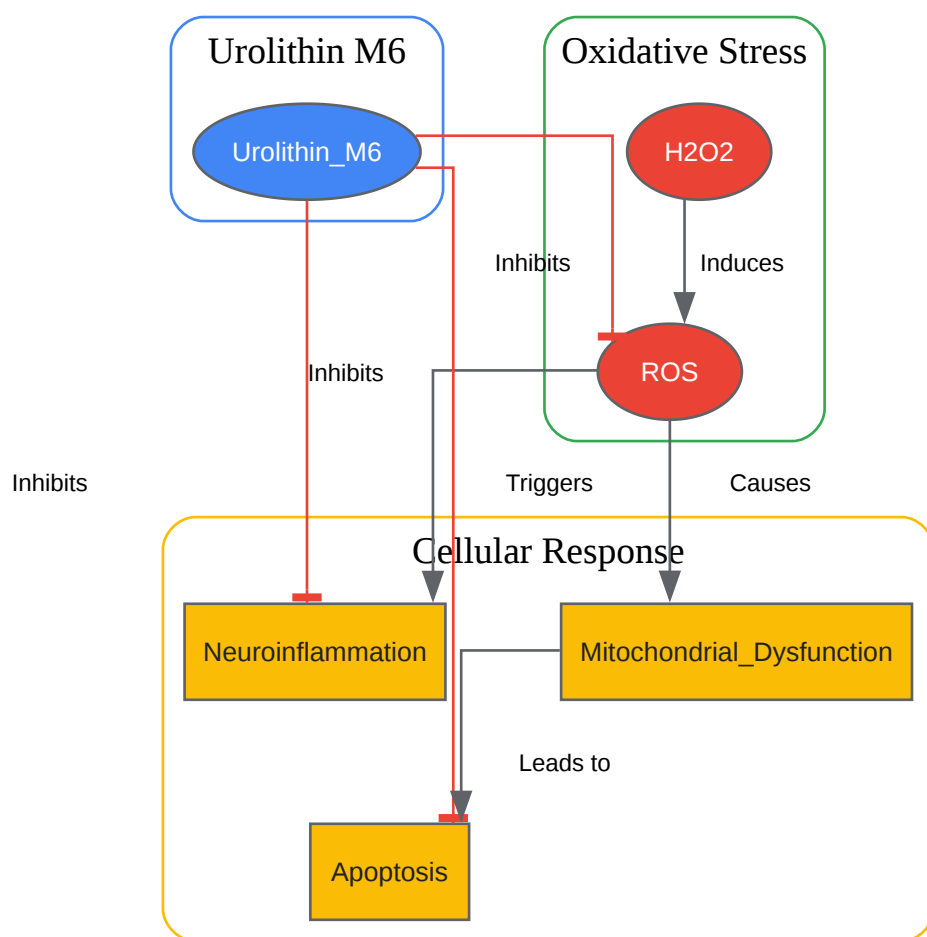 Urolithin M6
Oxidative Stress
Urolithin_M6
H2O2
Inhibits
Induces
Inhibits
ROS
Inhibits
Triggers
Causes
Cellular Response
Neuroinflammation
Mitochondrial_Dysfunction
Leads to
Apoptosis